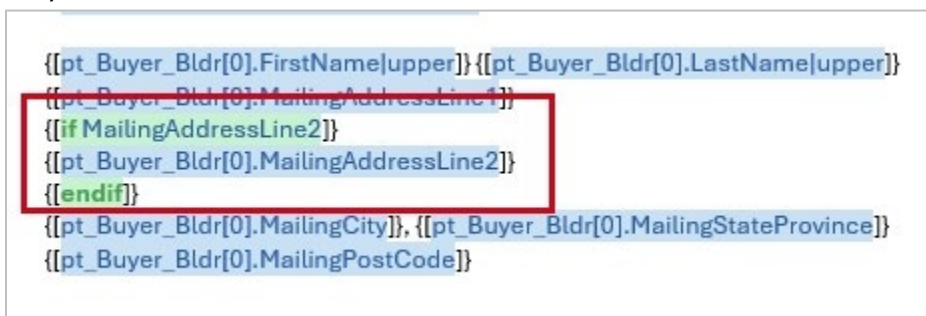 {[pt_Buyer_Bldr[0].FirstName|upper]} {[pt_Buyer_Bldr[0].LastName|upper]}
{[pt_Buyer_Bldr[0].MailingAddressLine1]}
{[if MailingAddressLine2]}
{[pt_Buyer_Bldr[0].MailingAddressLine2]}
{[endif]}
{[pt_Buyer_Bldr[0].MailingCity]}, {[pt_Buyer_Bldr[0].MailingStateProvince]}
{[pt_Buyer_Bldr[0].MailingPostCode]}